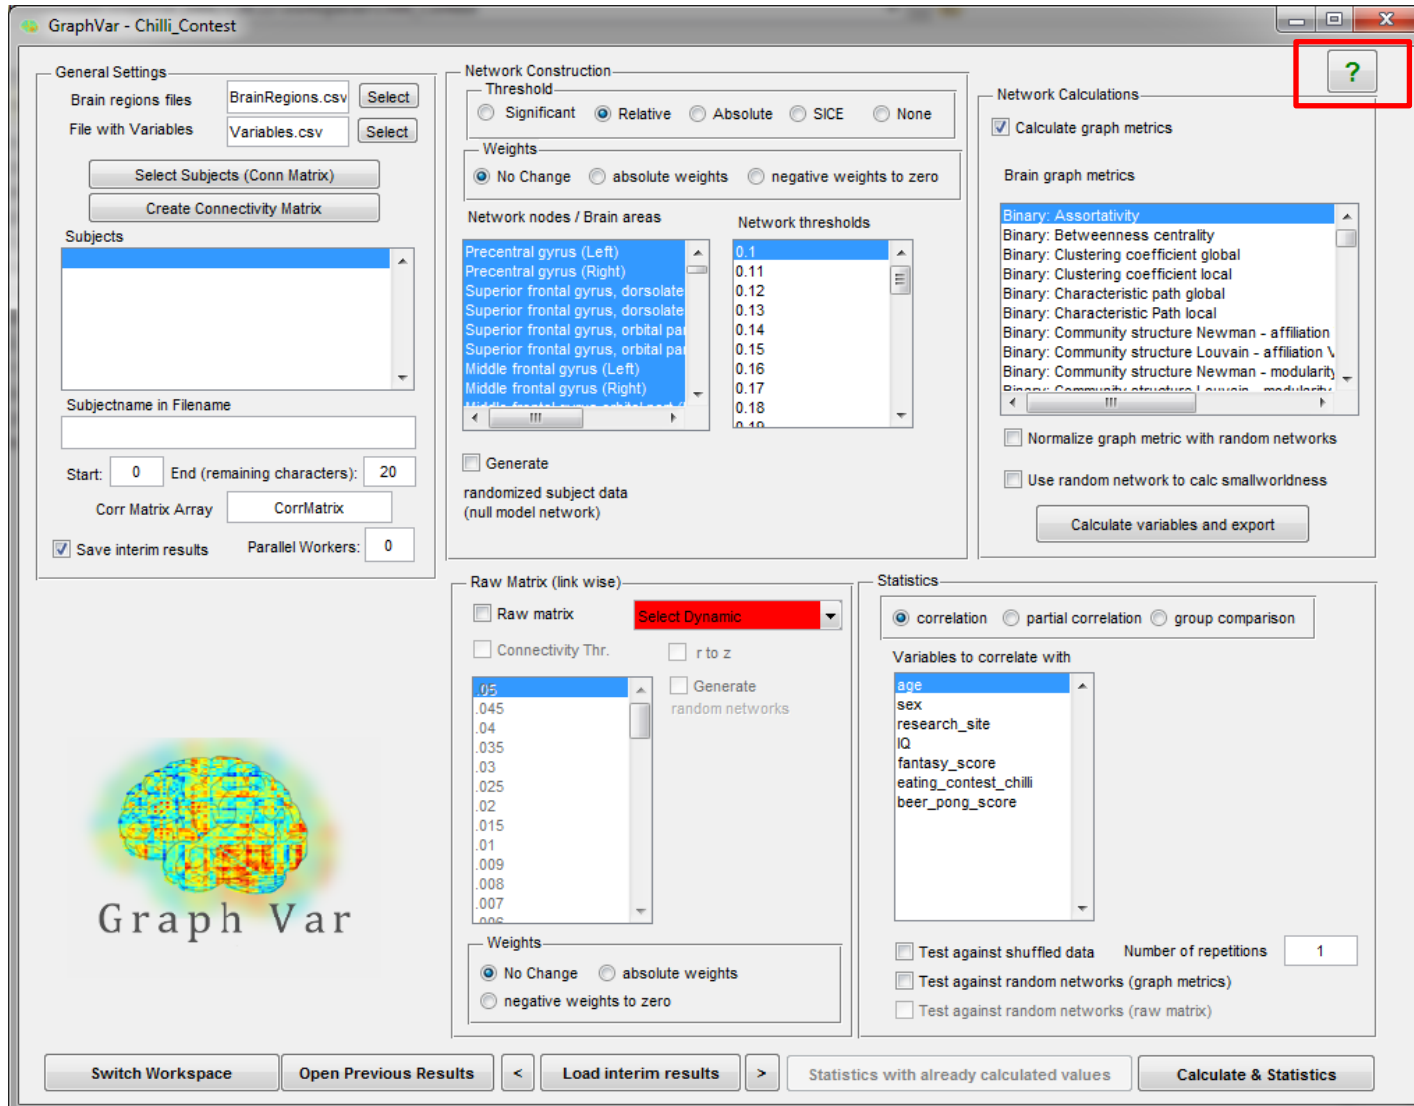 GraphVar - Chilli_Contest
?
General Settings
Brain regions files
BrainRegions.csv
Select
File with Variables
Variables.csv
Select
Select Subjects (Conn Matrix)
Create Connectivity Matrix
Subjects
Subjectname in Filename
Start:
0
End (remaining characters):
20
Corr Matrix Array
CorrMatrix
Save interim results
Parallel Workers:
0
Network Construction
Threshold
Significant
Relative
Absolute
SICE
None
Weights
No Change
absolute weights
negative weights to zero
Network nodes / Brain areas
Precentral gyrus (Left)
Precentral gyrus (Right)
Superior frontal gyrus, dorsolate
Superior frontal gyrus, dorsolate
Superior frontal gyrus, orbital par
Superior frontal gyrus, orbital par
Middle frontal gyrus (Left)
Middle frontal gyrus (Right)
Network thresholds
0.1
0.11
0.12
0.13
0.14
0.15
0.16
0.17
0.18
0.19
Generate
randomized subject data
(null model network)
Network Calculations
Calculate graph metrics
Brain graph metrics
Binary: Assortativity
Binary: Betweenness centrality
Binary: Clustering coefficient global
Binary: Clustering coefficient local
Binary: Characteristic path global
Binary: Characteristic Path local
Binary: Community structure Newman - affiliation
Binary: Community structure Louvain - affiliation V
Binary: Community structure Newman - modularity
Binary: Community structure Louvain - modularity
Normalize graph metric with random networks
Use random network to calc smallworldness
Calculate variables and export
Raw Matrix (link wise)
Raw matrix
Select Dynamic
Connectivity Thr.
r to z
Generate
random networks
.05
.045
.04
.035
.03
.025
.02
.015
.01
.009
.008
.007
.006
Weights
No Change
absolute weights
negative weights to zero
Statistics
correlation
partial correlation
group comparison
Variables to correlate with
age
sex
research_site
IQ
fantasy_score
eating_contest_chilli
beer_pong_score
Test against shuffled data
Number of repetitions
1
Test against random networks (graph metrics)
Test against random networks (raw matrix)
Graph Var
Switch Workspace
Open Previous Results
<
Load interim results
>
Statistics with already calculated values
Calculate & Statistics